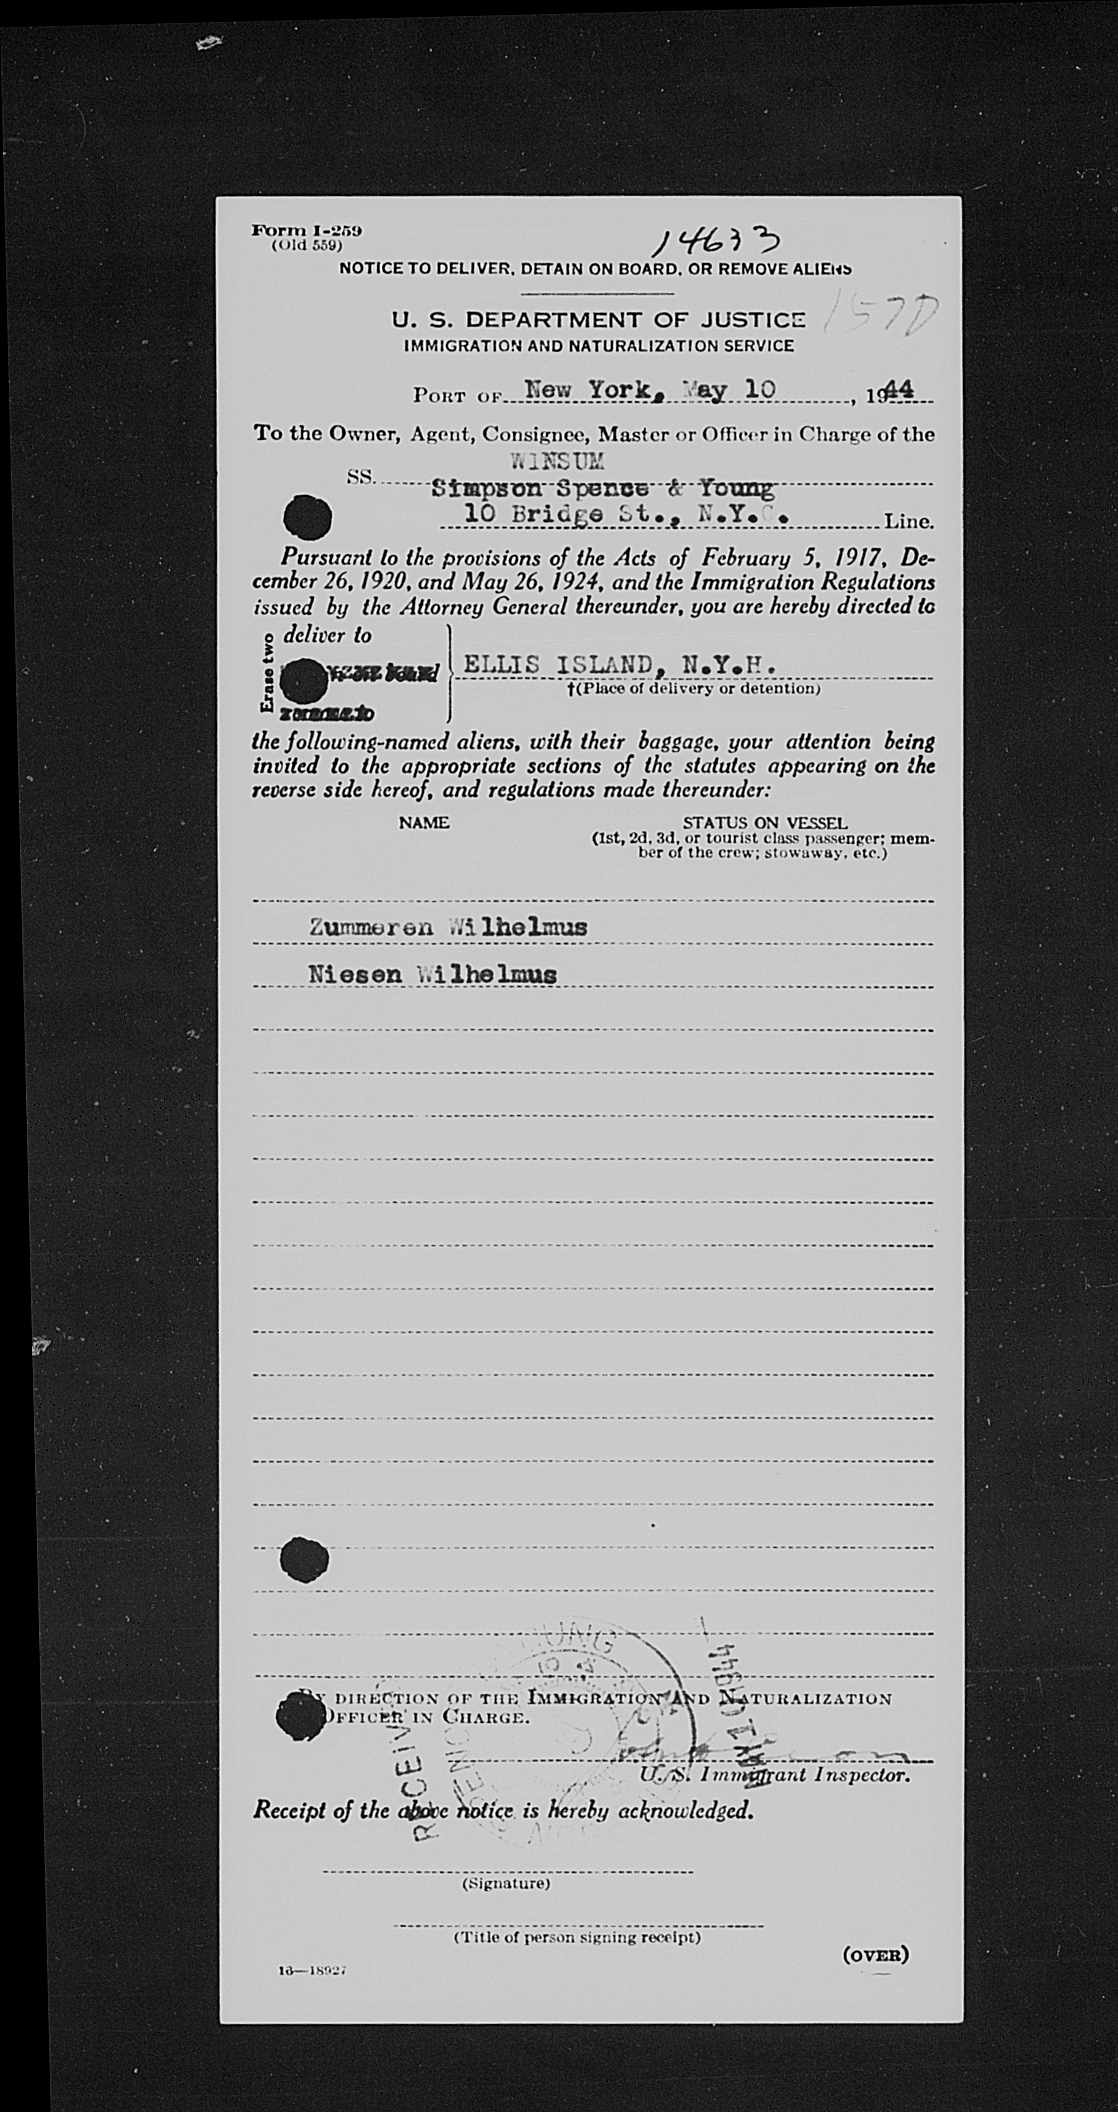 Form I-259
(Old 559)
14633
NOTICE TO DELIVER, DETAIN ON BOARD, OR REMOVE ALIENS
U. S. DEPARTMENT OF JUSTICE
IMMIGRATION AND NATURALIZATION SERVICE
PORT OF New York, May 10, 1944
To the Owner, Agent, Consignee, Master or Officer in Charge of the
WINSUM
SS.
Simpson Spence & Young
10 Bridge St., N.Y.C. Line.
Pursuant to the provisions of the Acts of February 5, 1917, De-
cember 26, 1920, and May 26, 1924, and the Immigration Regulations
issued by the Attorney General thereunder, you are hereby directed to
Erase two
deliver to
ELLIS ISLAND, N.Y.H.
†(Place of delivery or detention)
the following-named aliens, with their baggage, your attention being
invited to the appropriate sections of the statutes appearing on the
reverse side hereof, and regulations made thereunder:
NAME STATUS ON VESSEL
(1st, 2d, 3d, or tourist class passenger; mem-
ber of the crew; stowaway, etc.)
Zummeren Wilhelmus
Niesen Wilhelmus
BY DIRECTION OF THE IMMIGRATION AND NATURALIZATION
OFFICER IN CHARGE.
RECEIVED
U. S. Immigrant Inspector.
Receipt of the above notice is hereby acknowledged.
(Signature)
(Title of person signing receipt)
(OVER)
16—18927